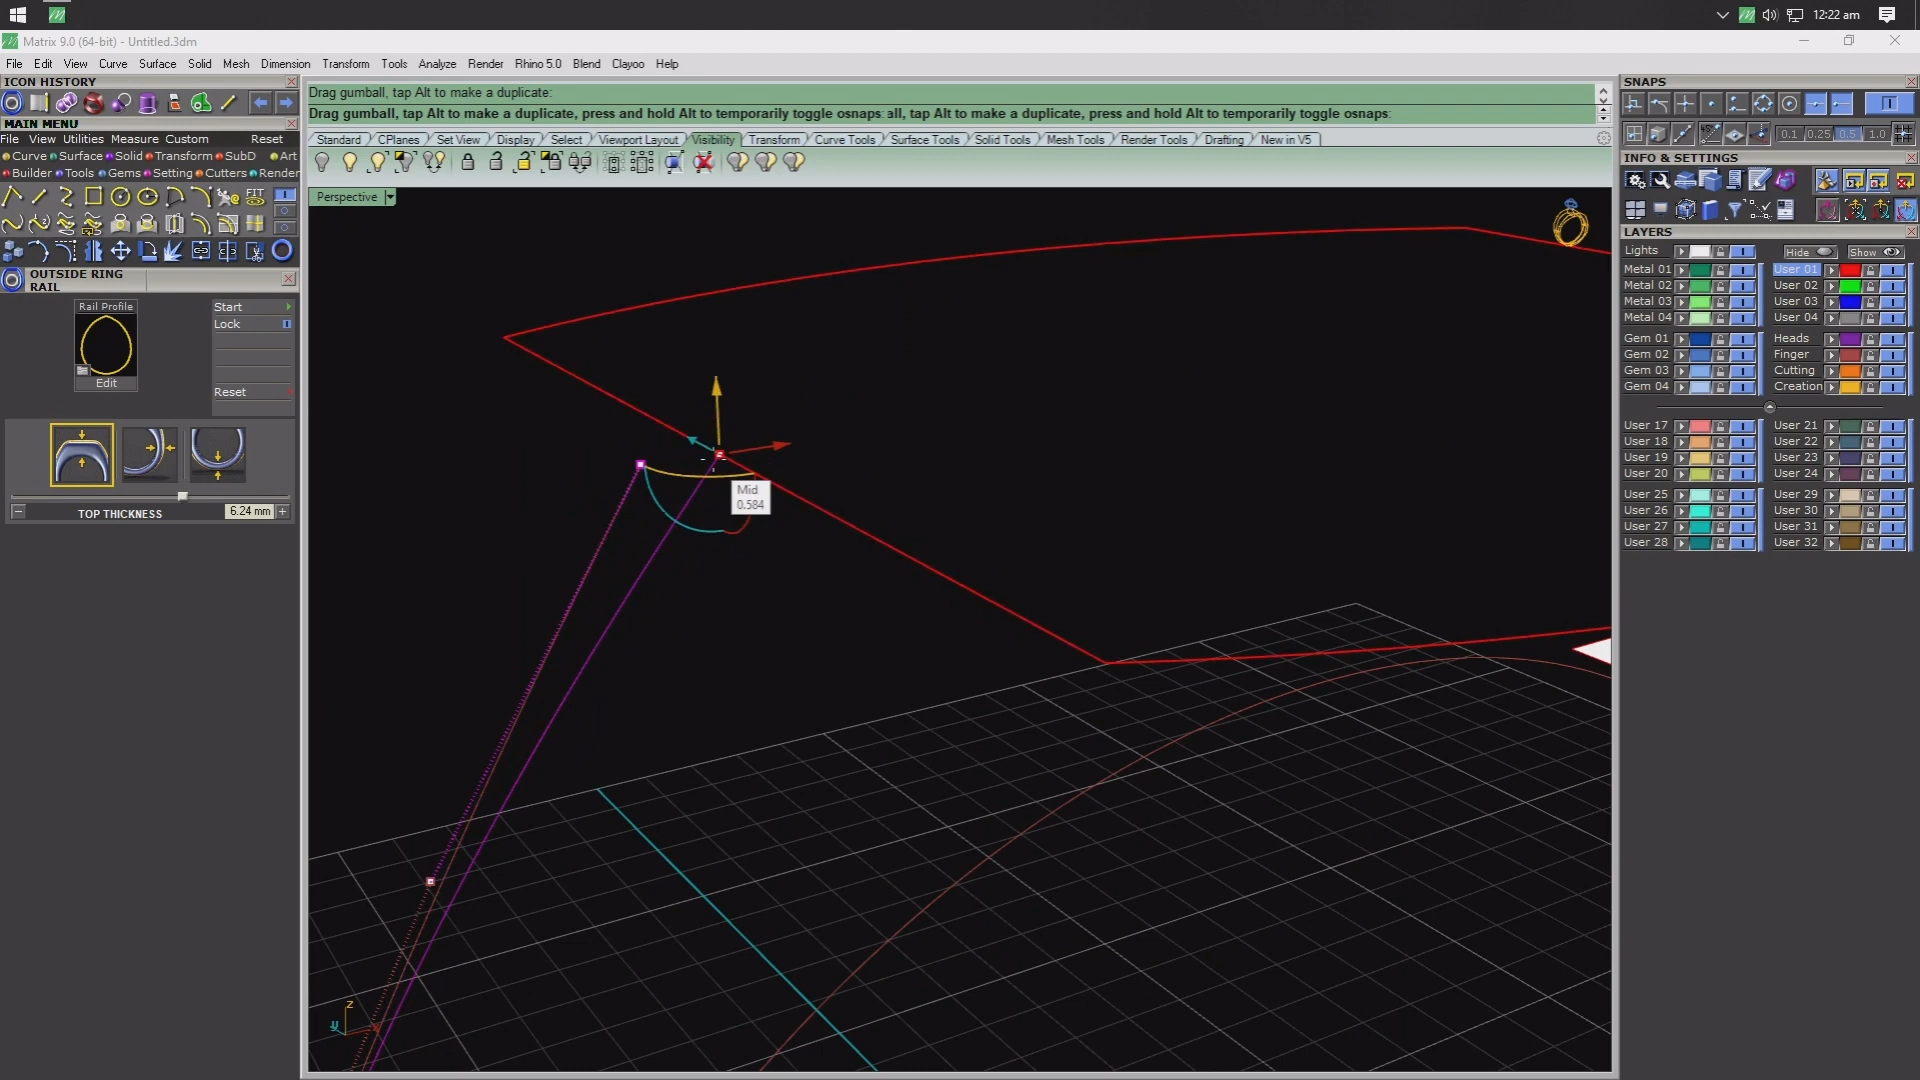 12:22 am
Matrix 9.0 (64-bit) - Untitled.3dm
File Edit View Curve Surface Solid Mesh Dimension Transform Tools Analyze Render Rhino 5.0 Blend Clayoo Help
ICON HISTORY
MAIN MENU
File View Utilities Measure Custom Reset
Curve Surface Solid Transform SubD Art
Builder Tools Gems Setting Cutters Render
FIT
OUTSIDE RING
RAIL
Rail Profile
Edit
Start
Lock
Reset
TOP THICKNESS 6.24 mm
Drag gumball, tap Alt to make a duplicate:
Drag gumball, tap Alt to make a duplicate, press and hold Alt to temporarily toggle osnaps: all, tap Alt to make a duplicate, press and hold Alt to temporarily toggle osnaps:
Standard CPlanes Set View Display Select Viewport Layout Visibility Transform Curve Tools Surface Tools Solid Tools Mesh Tools Render Tools Drafting New in V5
Perspective
Mid
0.584
z
y
SNAPS
0.1 0.25 0.5 1.0
INFO & SETTINGS
LAYERS
Lights Hide Show
Metal 01 User 01
Metal 02 User 02
Metal 03 User 03
Metal 04 User 04
Gem 01 Heads
Gem 02 Finger
Gem 03 Cutting
Gem 04 Creation
User 17 User 21
User 18 User 22
User 19 User 23
User 20 User 24
User 25 User 29
User 26 User 30
User 27 User 31
User 28 User 32